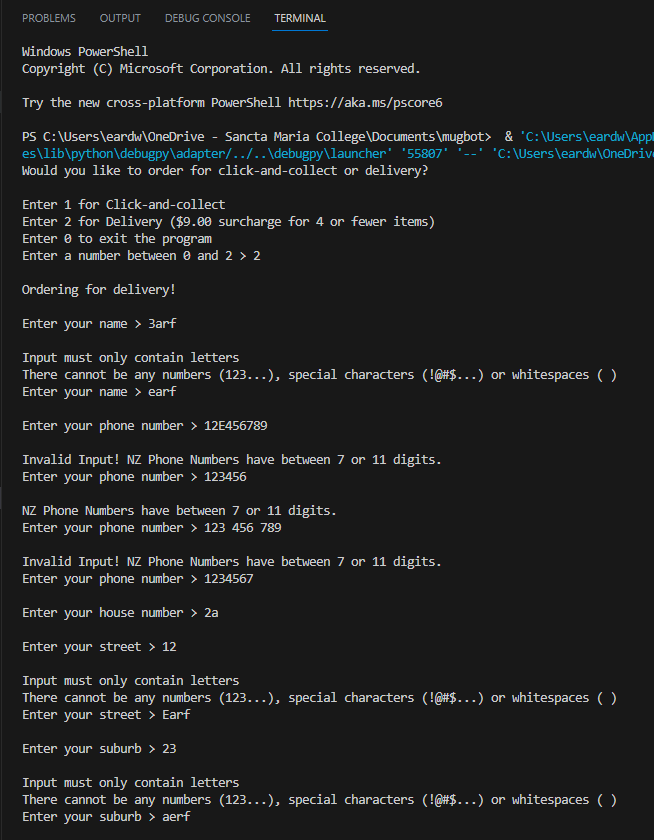 PROBLEMS OUTPUT DEBUG CONSOLE TERMINAL
Windows PowerShell
Copyright (C) Microsoft Corporation. All rights reserved.
Try the new cross-platform PowerShell https://aka.ms/pscore6
PS C:\Users\eardw\OneDrive - Sancta Maria College\Documents\mugbot>  & 'C:\Users\eardw\App
es\lib\python\debugpy\adapter/../..\debugpy\launcher' '55807' '--' 'C:\Users\eardw\OneDriv
Would you like to order for click-and-collect or delivery?
Enter 1 for Click-and-collect
Enter 2 for Delivery ($9.00 surcharge for 4 or fewer items)
Enter 0 to exit the program
Enter a number between 0 and 2 > 2
Ordering for delivery!
Enter your name > 3arf
Input must only contain letters
There cannot be any numbers (123...), special characters (!@#$...) or whitespaces ( )
Enter your name > earf
Enter your phone number > 12E456789
Invalid Input! NZ Phone Numbers have between 7 or 11 digits.
Enter your phone number > 123456
NZ Phone Numbers have between 7 or 11 digits.
Enter your phone number > 123 456 789
Invalid Input! NZ Phone Numbers have between 7 or 11 digits.
Enter your phone number > 1234567
Enter your house number > 2a
Enter your street > 12
Input must only contain letters
There cannot be any numbers (123...), special characters (!@#$...) or whitespaces ( )
Enter your street > Earf
Enter your suburb > 23
Input must only contain letters
There cannot be any numbers (123...), special characters (!@#$...) or whitespaces ( )
Enter your suburb > aerf